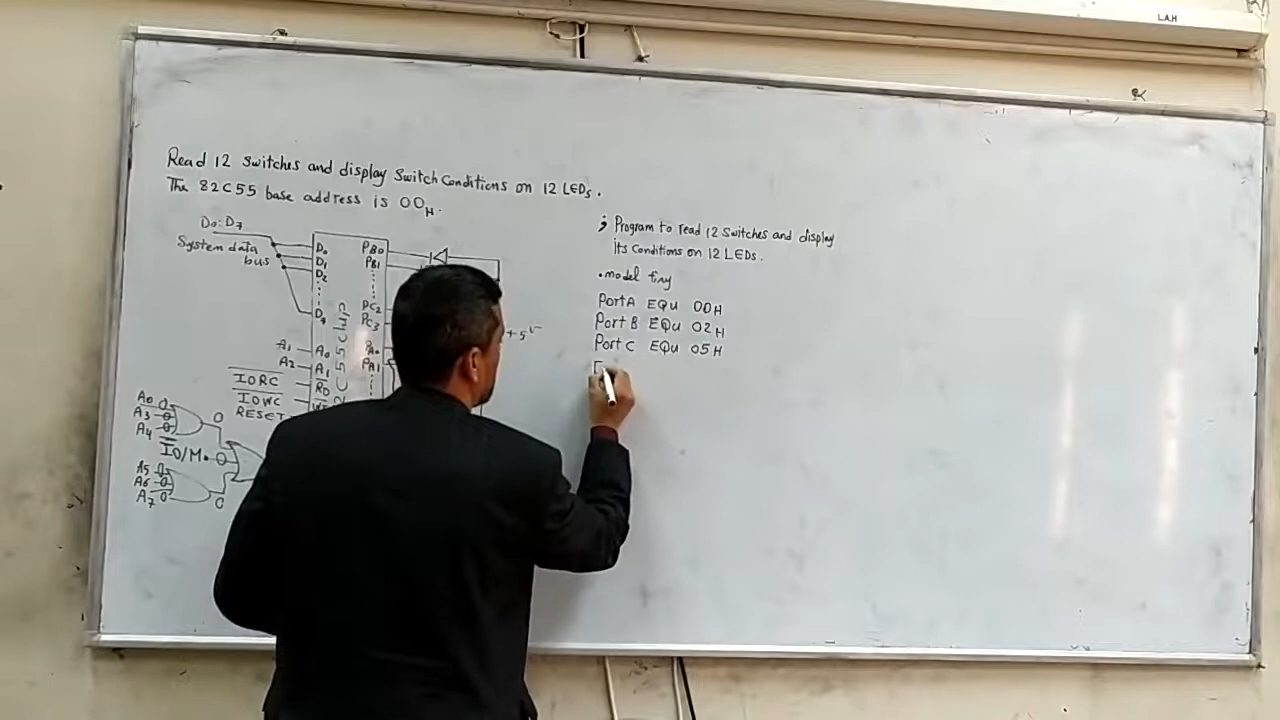 L.A.H
Read 12 Switches and display Switch Conditions on 12 LEDs.
The 82C55 base address is 00H.
D0:D7
System data
bus
D0
D1
D2
D7
A1 A0
A2 A1
IORC RD
IOWC
RESET
PB0
PB1
PC2
PC3
PA0
PA1
+5V
A0
A3
A4
IO/M
A5
A6
A7
0
0
; Program to read 12 Switches and display
its Conditions on 12 LEDs.
.model tiny
PortA EQU 00H
Port B EQU 02H
Port C EQU 05H